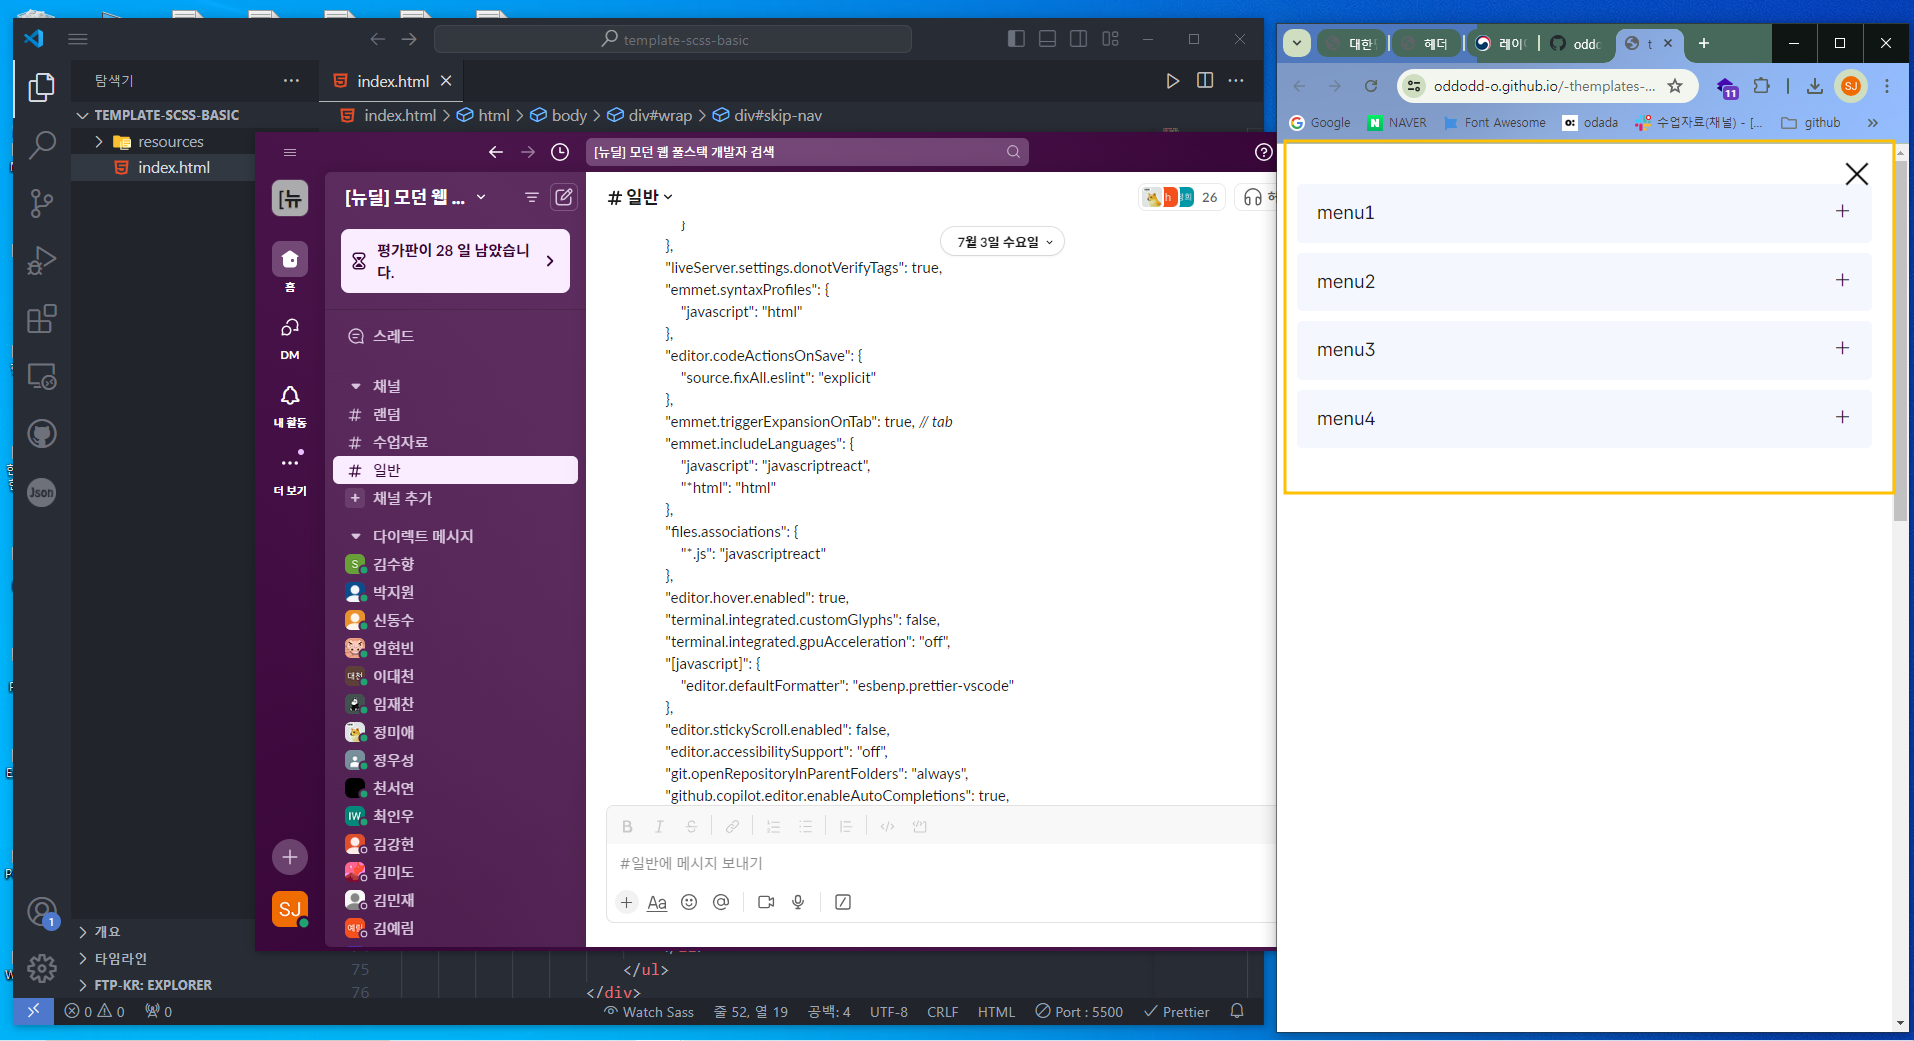 template-scss-basic
탐색기
index.html
TEMPLATE-SCSS-BASIC
resources
index.html
index.html > html > body > div#wrap > div#skip-nav
[뉴딜] 모던 웹 풀스택 개발자 검색
[뉴
홈
DM
내 활동
더 보기
SJ
[뉴딜] 모던 웹 ...
평가판이 28 일 남았습니
다.
스레드
채널
# 랜덤
# 수업자료
# 일반
+ 채널 추가
다이렉트 메시지
S 김수향
박지원
신동수
엄현빈
대천 이대천
임재찬
정미애
정우성
천서연
IW 최인우
김강현
김미도
김민재
예림 김예림
# 일반
h
26
7월 3일 수요일
}
},
"liveServer.settings.donotVerifyTags": true,
"emmet.syntaxProfiles": {
"javascript": "html"
},
"editor.codeActionsOnSave": {
"source.fixAll.eslint": "explicit"
},
"emmet.triggerExpansionOnTab": true, // tab
"emmet.includeLanguages": {
"javascript": "javascriptreact",
"*html": "html"
},
"files.associations": {
"*.js": "javascriptreact"
},
"editor.hover.enabled": true,
"terminal.integrated.customGlyphs": false,
"terminal.integrated.gpuAcceleration": "off",
"[javascript]": {
"editor.defaultFormatter": "esbenp.prettier-vscode"
},
"editor.stickyScroll.enabled": false,
"editor.accessibilitySupport": "off",
"git.openRepositoryInParentFolders": "always",
"github.copilot.editor.enableAutoCompletions": true,
#일반에 메시지 보내기
Aa
Json
1
개요
타임라인
FTP-KR: EXPLORER
75 </ul>
76 </div>
0 0 0
Watch Sass
줄 52, 열 19
공백: 4
UTF-8
CRLF
HTML
Port : 5500
Prettier
대한
헤더
레이
oddc
t
oddodd-o.github.io/-themplates-...
11
SJ
Google
NAVER
Font Awesome
odada
수업자료(채널) - [...
github
menu1 +
menu2 +
menu3 +
menu4 +